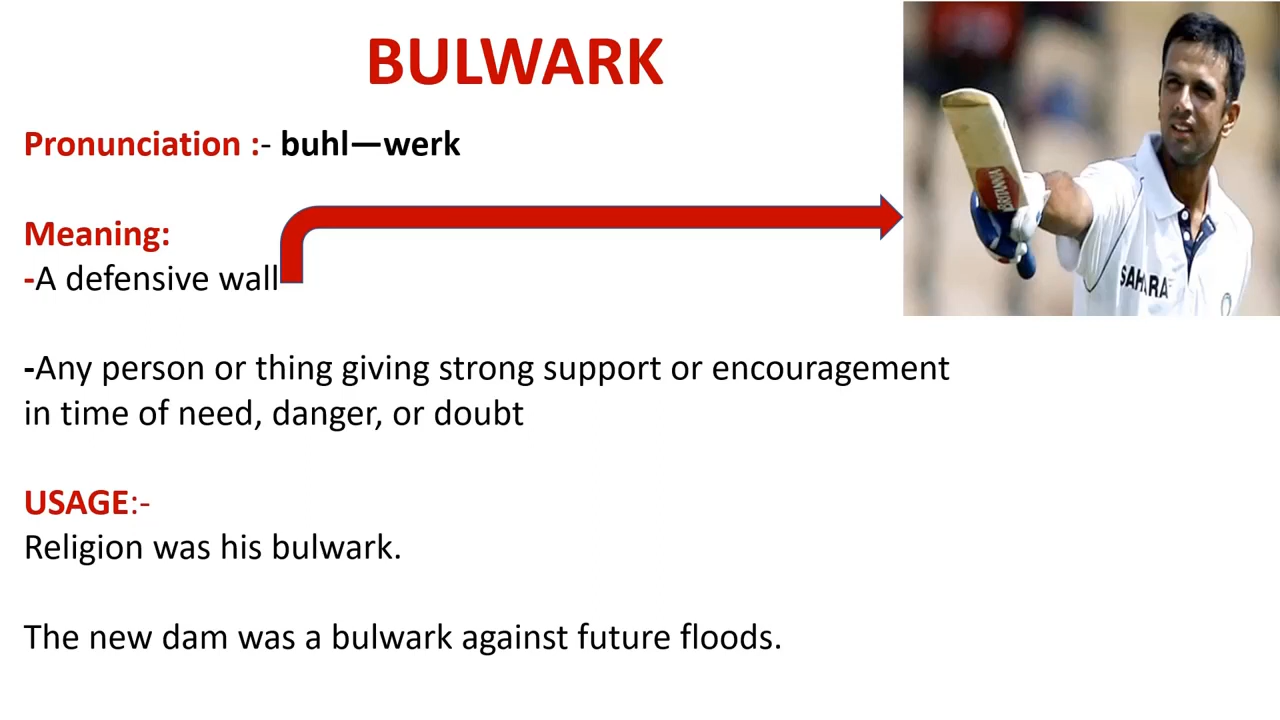 BULWARK
Pronunciation :- buhl—werk
Meaning:
-A defensive wall
-Any person or thing giving strong support or encouragement
in time of need, danger, or doubt
USAGE:-
Religion was his bulwark.
The new dam was a bulwark against future floods.
BRITANNIA
SAHARA